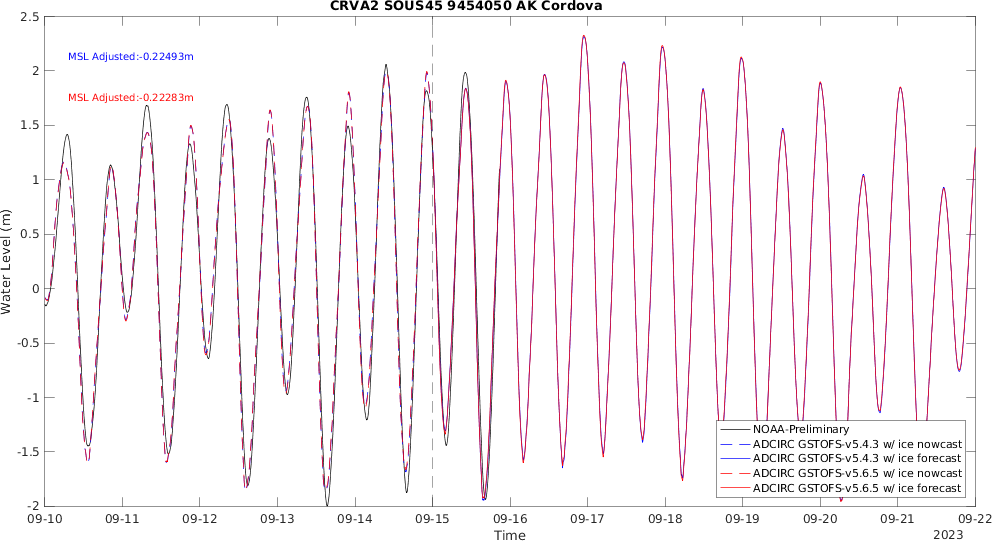 CRVA2 SOUS45 9454050 AK Cordova
MSL Adjusted:-0.22493m
MSL Adjusted:-0.22283m
Water Level (m)
2.5
2
1.5
1
0.5
0
-0.5
-1
-1.5
-2
NOAA-Preliminary
ADCIRC GSTOFS-v5.4.3 w/ ice nowcast
ADCIRC GSTOFS-v5.4.3 w/ ice forecast
ADCIRC GSTOFS-v5.6.5 w/ ice nowcast
ADCIRC GSTOFS-v5.6.5 w/ ice forecast
09-10 09-11 09-12 09-13 09-14 09-15 09-16 09-17 09-18 09-19 09-20 09-21 09-22
Time
2023